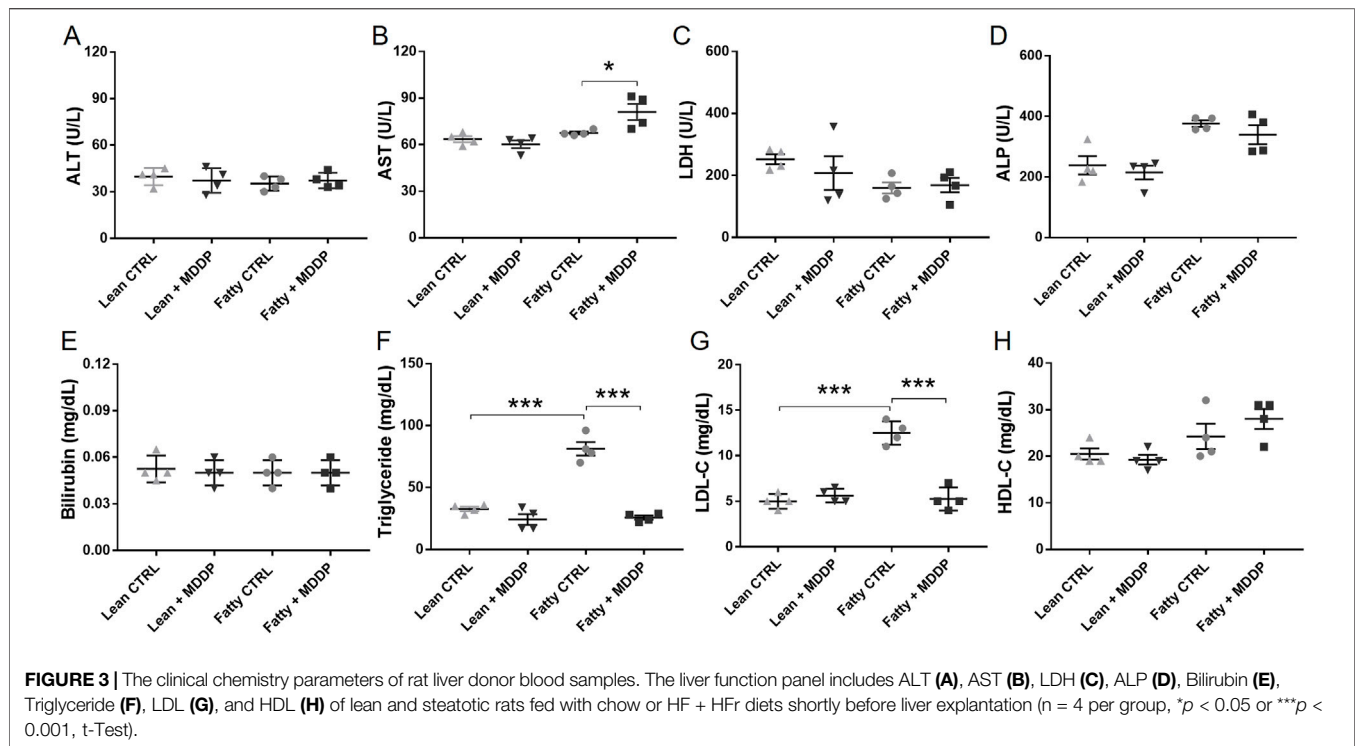 A
120
90
60
30
0
ALT (U/L)
Lean CTRL
Lean + MDDP
Fatty CTRL
Fatty + MDDP
B
120
90
60
30
0
AST (U/L)
*
Lean CTRL
Lean + MDDP
Fatty CTRL
Fatty + MDDP
C
600
400
200
0
LDH (U/L)
Lean CTRL
Lean + MDDP
Fatty CTRL
Fatty + MDDP
D
600
400
200
0
ALP (U/L)
Lean CTRL
Lean + MDDP
Fatty CTRL
Fatty + MDDP
E
0.12
0.09
0.06
0.03
0.00
Bilirubin (mg/dL)
Lean CTRL
Lean + MDDP
Fatty CTRL
Fatty + MDDP
F
150
100
50
0
Triglyceride (mg/dL)
***
***
Lean CTRL
Lean + MDDP
Fatty CTRL
Fatty + MDDP
G
20
15
10
5
0
LDL-C (mg/dL)
***
***
Lean CTRL
Lean + MDDP
Fatty CTRL
Fatty + MDDP
H
40
30
20
10
0
HDL-C (mg/dL)
Lean CTRL
Lean + MDDP
Fatty CTRL
Fatty + MDDP
FIGURE 3 | The clinical chemistry parameters of rat liver donor blood samples. The liver function panel includes ALT (A), AST (B), LDH (C), ALP (D), Bilirubin (E),
Triglyceride (F), LDL (G), and HDL (H) of lean and steatotic rats fed with chow or HF + HFr diets shortly before liver explantation (n = 4 per group, *p < 0.05 or ***p <
0.001, t-Test).